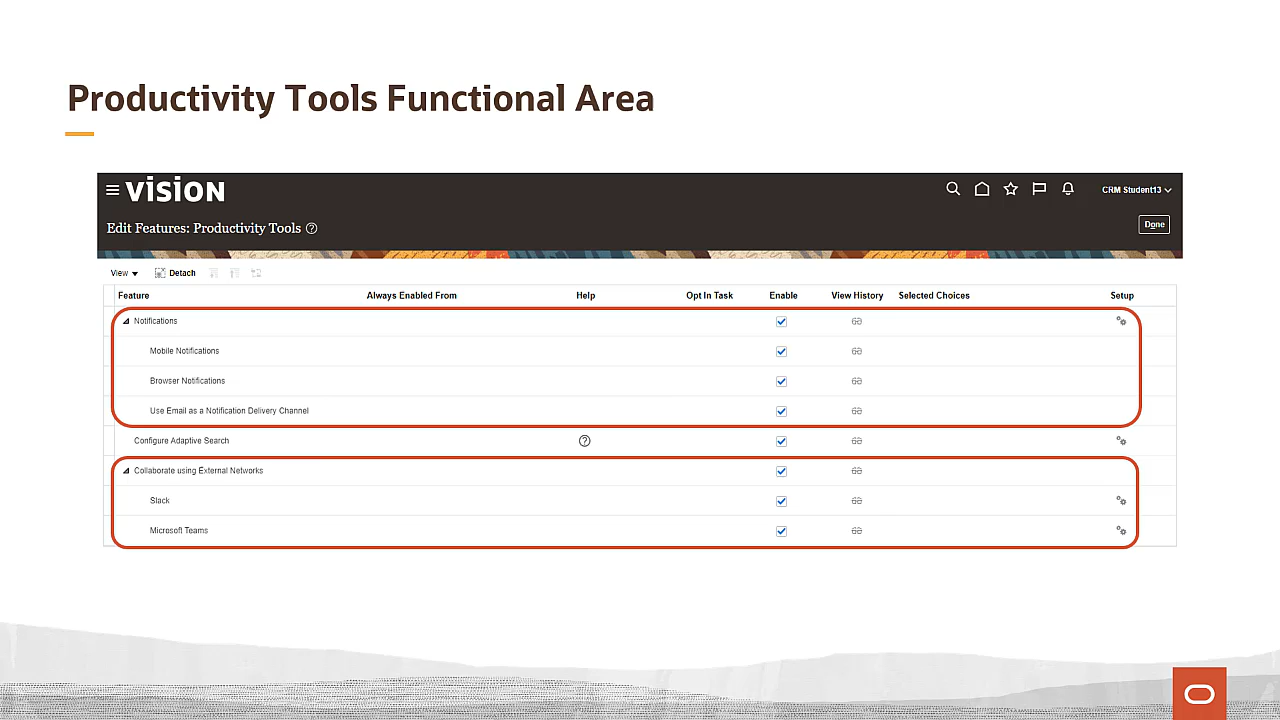 Productivity Tools Functional Area
VISION
CRM Student13
Edit Features: Productivity Tools
Done
View Detach
Feature Always Enabled From Help Opt In Task Enable View History Selected Choices Setup
Notifications
Mobile Notifications
Browser Notifications
Use Email as a Notification Delivery Channel
Configure Adaptive Search
Collaborate using External Networks
Slack
Microsoft Teams